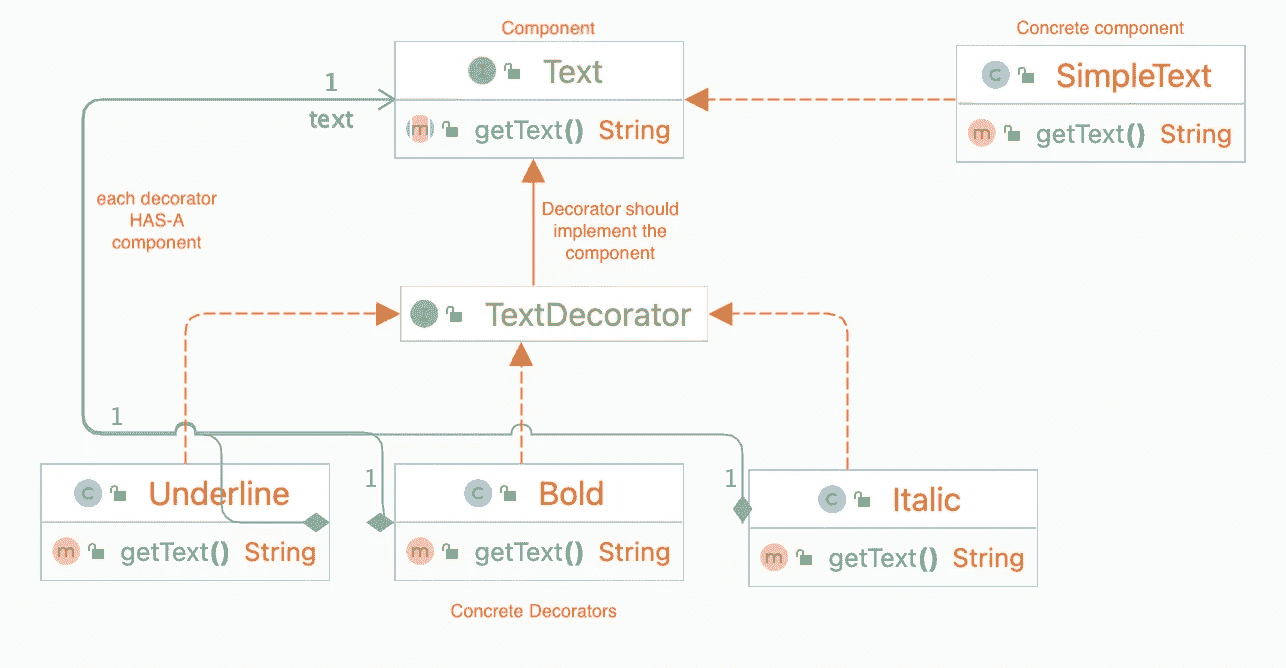 Component
Concrete component
I Text
C SimpleText
1
text
m getText() String
m getText() String
each decorator
HAS-A
component
Decorator should
implement the
component
I TextDecorator
1
1
1
C Underline
C Bold
C Italic
m getText() String
m getText() String
m getText() String
Concrete Decorators